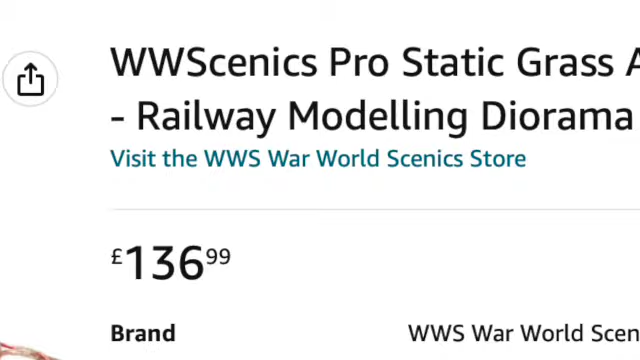 WWScenics Pro Static Grass
- Railway Modelling Diorama
Visit the WWS War World Scenics Store
£136.99
Brand
WWS War World Scen